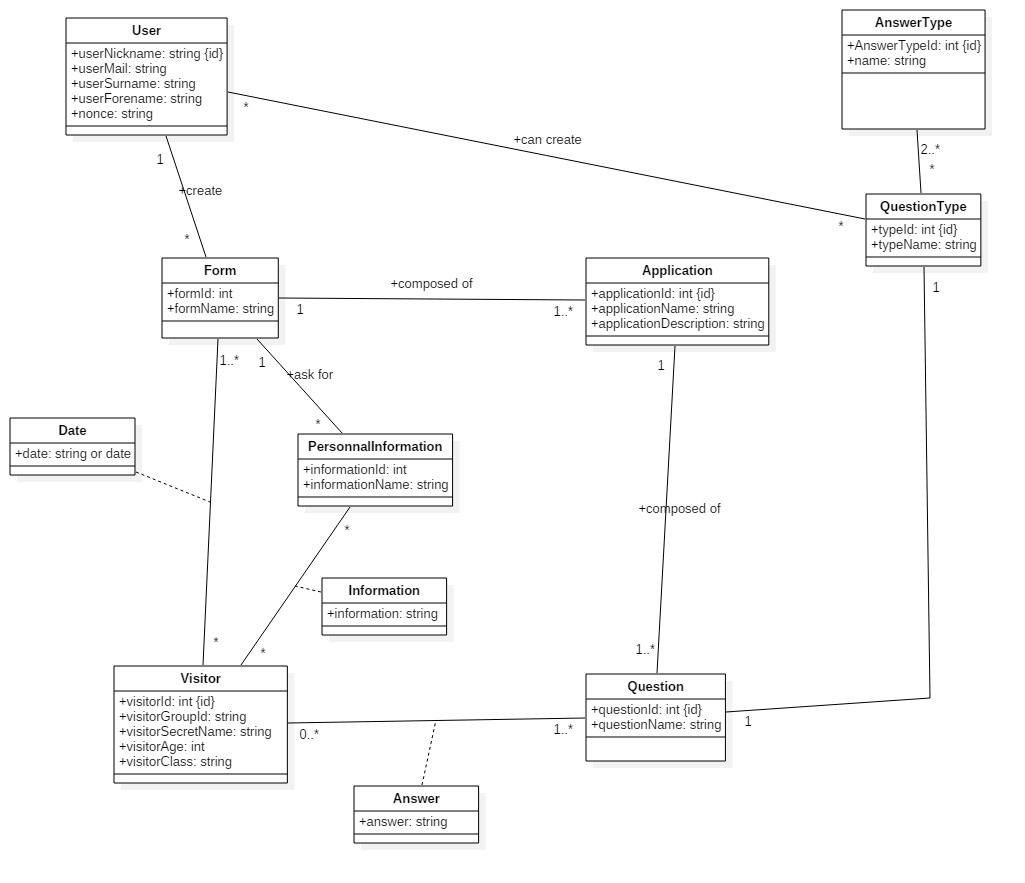 User
+userNickname: string {id}
+userMail: string
+userSurname: string
+userForename: string
+nonce: string
AnswerType
+AnswerTypeId: int {id}
+name: string
*
+can create
*
2..*
*
QuestionType
+typeId: int {id}
+typeName: string
1
1
+create
*
Form
+formId: int
+formName: string
1
+composed of
1..*
Application
+applicationId: int {id}
+applicationName: string
+applicationDescription: string
1..*
1
+ask for
*
1
Date
+date: string or date
PersonnalInformation
+informationId: int
+informationName: string
*
+composed of
Information
+information: string
*
*
1..*
Visitor
+visitorId: int {id}
+visitorGroupId: string
+visitorSecretName: string
+visitorAge: int
+visitorClass: string
0..*
1..*
Question
+questionId: int {id}
+questionName: string
1
Answer
+answer: string